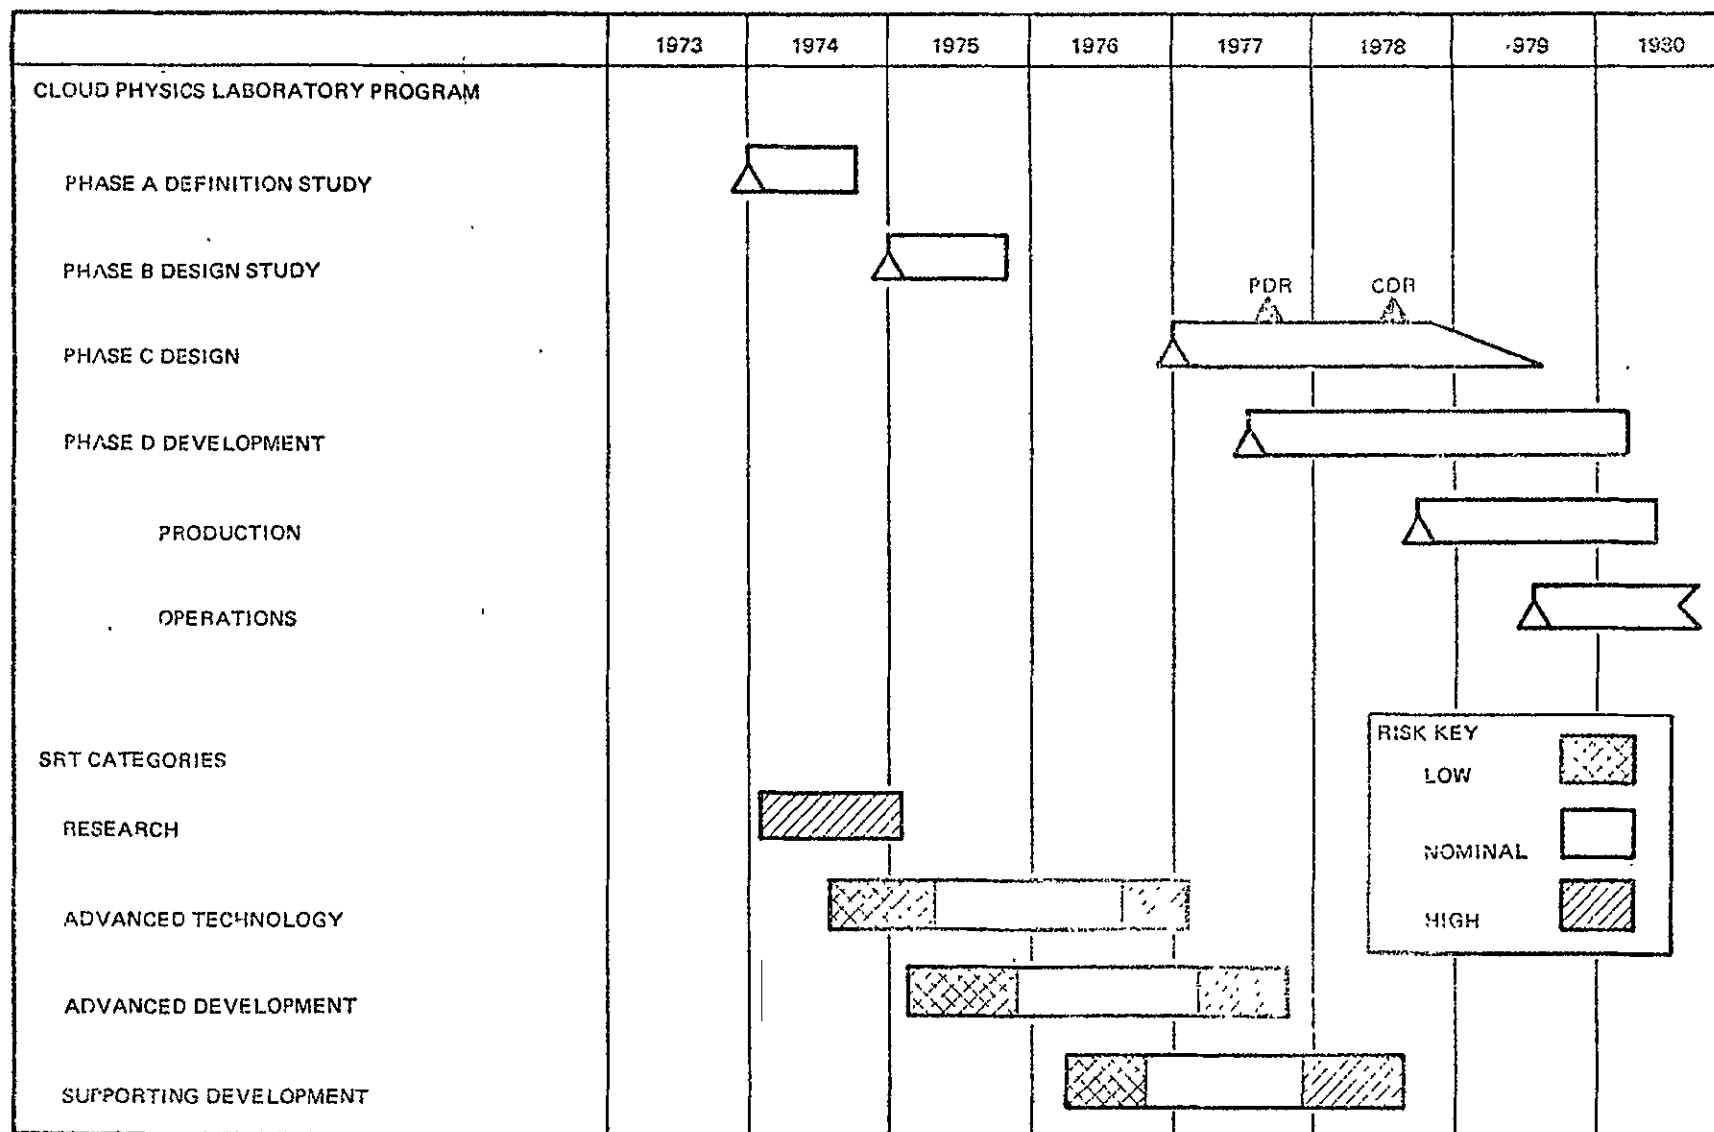 1973 1974 1975 1976 1977 1978 1979 1980
CLOUD PHYSICS LABORATORY PROGRAM
PHASE A DEFINITION STUDY
PHASE B DESIGN STUDY
PDR CDR
PHASE C DESIGN
PHASE D DEVELOPMENT
PRODUCTION
OPERATIONS
RISK KEY
SRT CATEGORIES
LOW
RESEARCH
NOMINAL
ADVANCED TECHNOLOGY
HIGH
ADVANCED DEVELOPMENT
SUPPORTING DEVELOPMENT